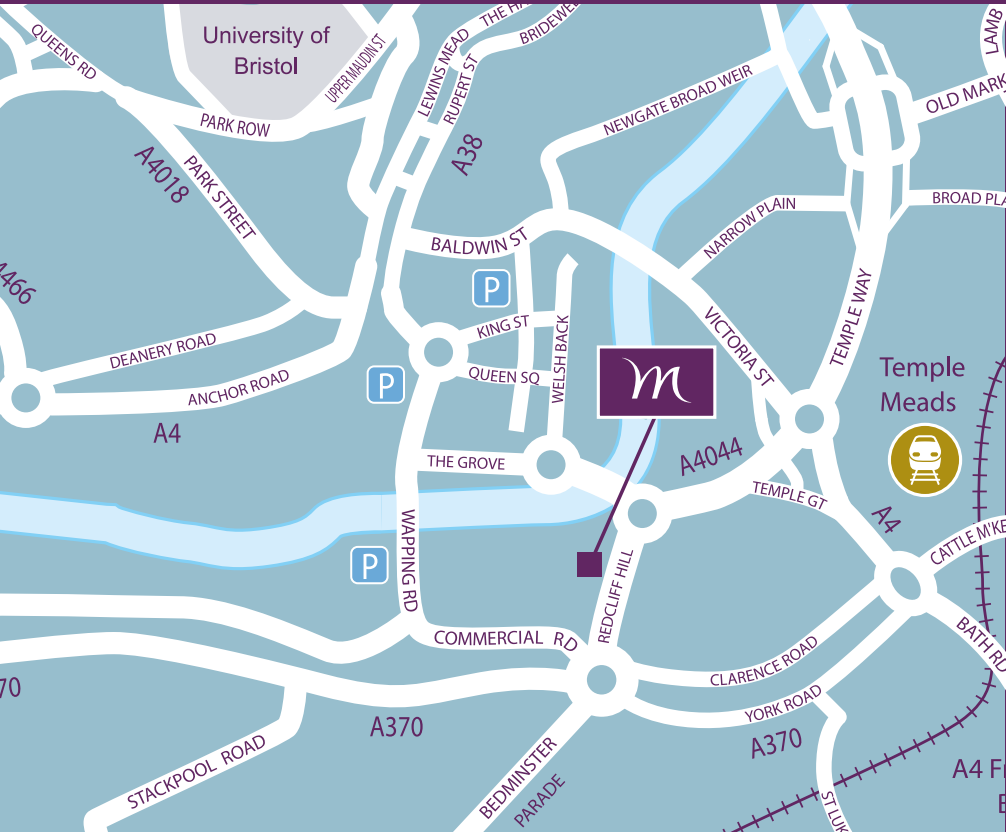 QUEENS RD
University of
Bristol
UPPER MAUDLIN ST
LEWINS MEAD
RUPERT ST
THE
BRIDEWE
LAMB
PARK ROW
NEWGATE BROAD WEIR
OLD MARK
A38
A4018
PARK STREET
BROAD PLA
NARROW PLAIN
BALDWIN ST
P
A466
KING ST
WELSH BACK
VICTORIA ST
TEMPLE WAY
DEANERY ROAD
QUEEN SQ
m
Temple
Meads
P
ANCHOR ROAD
A4
THE GROVE
A4044
TEMPLE GT
A4
WAPPING RD
CATTLE M'KE
P
REDCLIFF HILL
COMMERCIAL RD
BATH RD
CLARENCE ROAD
70
YORK ROAD
A370
A370
STACKPOOL ROAD
BEDMINSTER
PARADE
ST LUK
A4 F